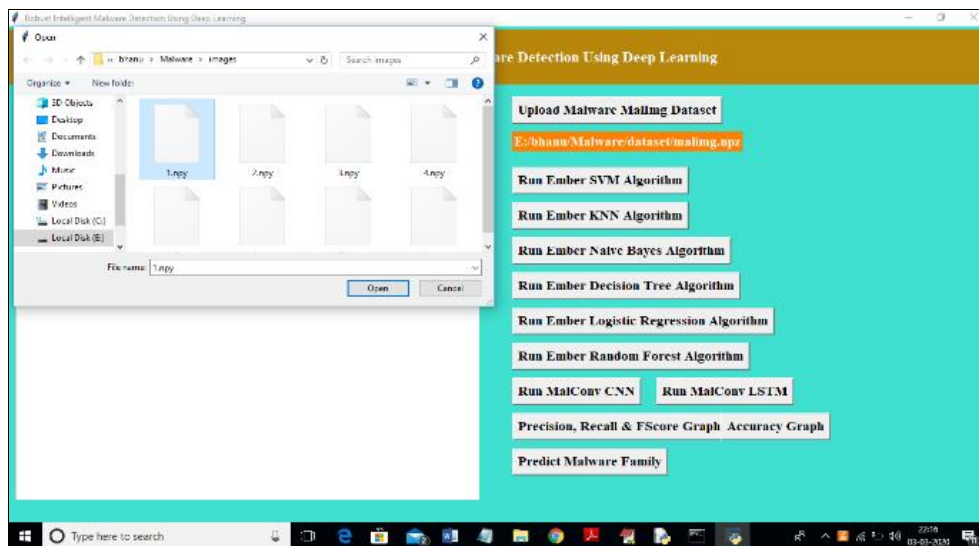 Robust Intelligent Malware Detection Using Deep Learning
Open
« bhanu > Malware > images
Search images
Organize
New folder
3D Objects
Desktop
Documents
Downloads
Music
Pictures
Videos
Local Disk (C:)
Local Disk (E:)
1.npy
2.npy
3.npy
4.npy
File name: 1.npy
Open
Cancel
are Detection Using Deep Learning
Upload Malware MalImg Dataset
E:/bhanu/Malware/dataset/malimg.npz
Run Ember SVM Algorithm
Run Ember KNN Algorithm
Run Ember Naive Bayes Algorithm
Run Ember Decision Tree Algorithm
Run Ember Logistic Regression Algorithm
Run Ember Random Forest Algorithm
Run MalConv CNN
Run MalConv LSTM
Precision, Recall & FScore Graph
Accuracy Graph
Predict Malware Family
Type here to search
22:16
03-03-2020